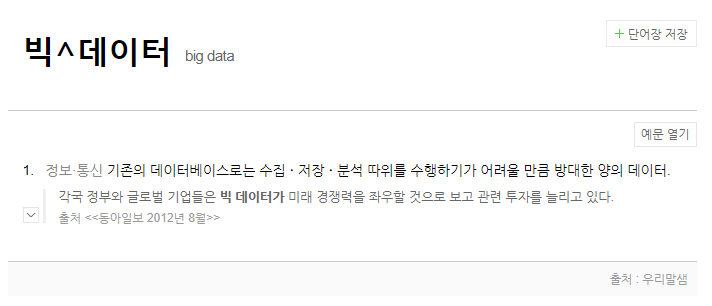 빅^데이터 big data
+ 단어장 저장
예문 열기
1. 정보·통신 기존의 데이터베이스로는 수집ㆍ저장ㆍ분석 따위를 수행하기가 어려울 만큼 방대한 양의 데이터.
각국 정부와 글로벌 기업들은 빅 데이터가 미래 경쟁력을 좌우할 것으로 보고 관련 투자를 늘리고 있다.
출처 <<동아일보 2012년 8월>>
출처 : 우리말샘